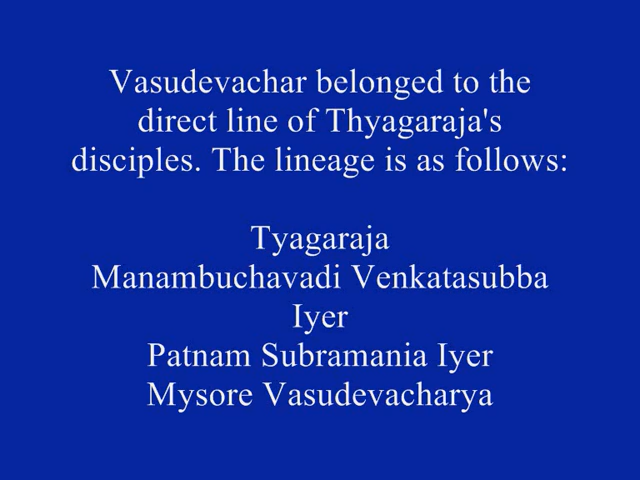 Vasudevachar belonged to the
direct line of Thyagaraja's
disciples. The lineage is as follows:
Tyagaraja
Manambuchavadi Venkatasubba
Iyer
Patnam Subramania Iyer
Mysore Vasudevacharya